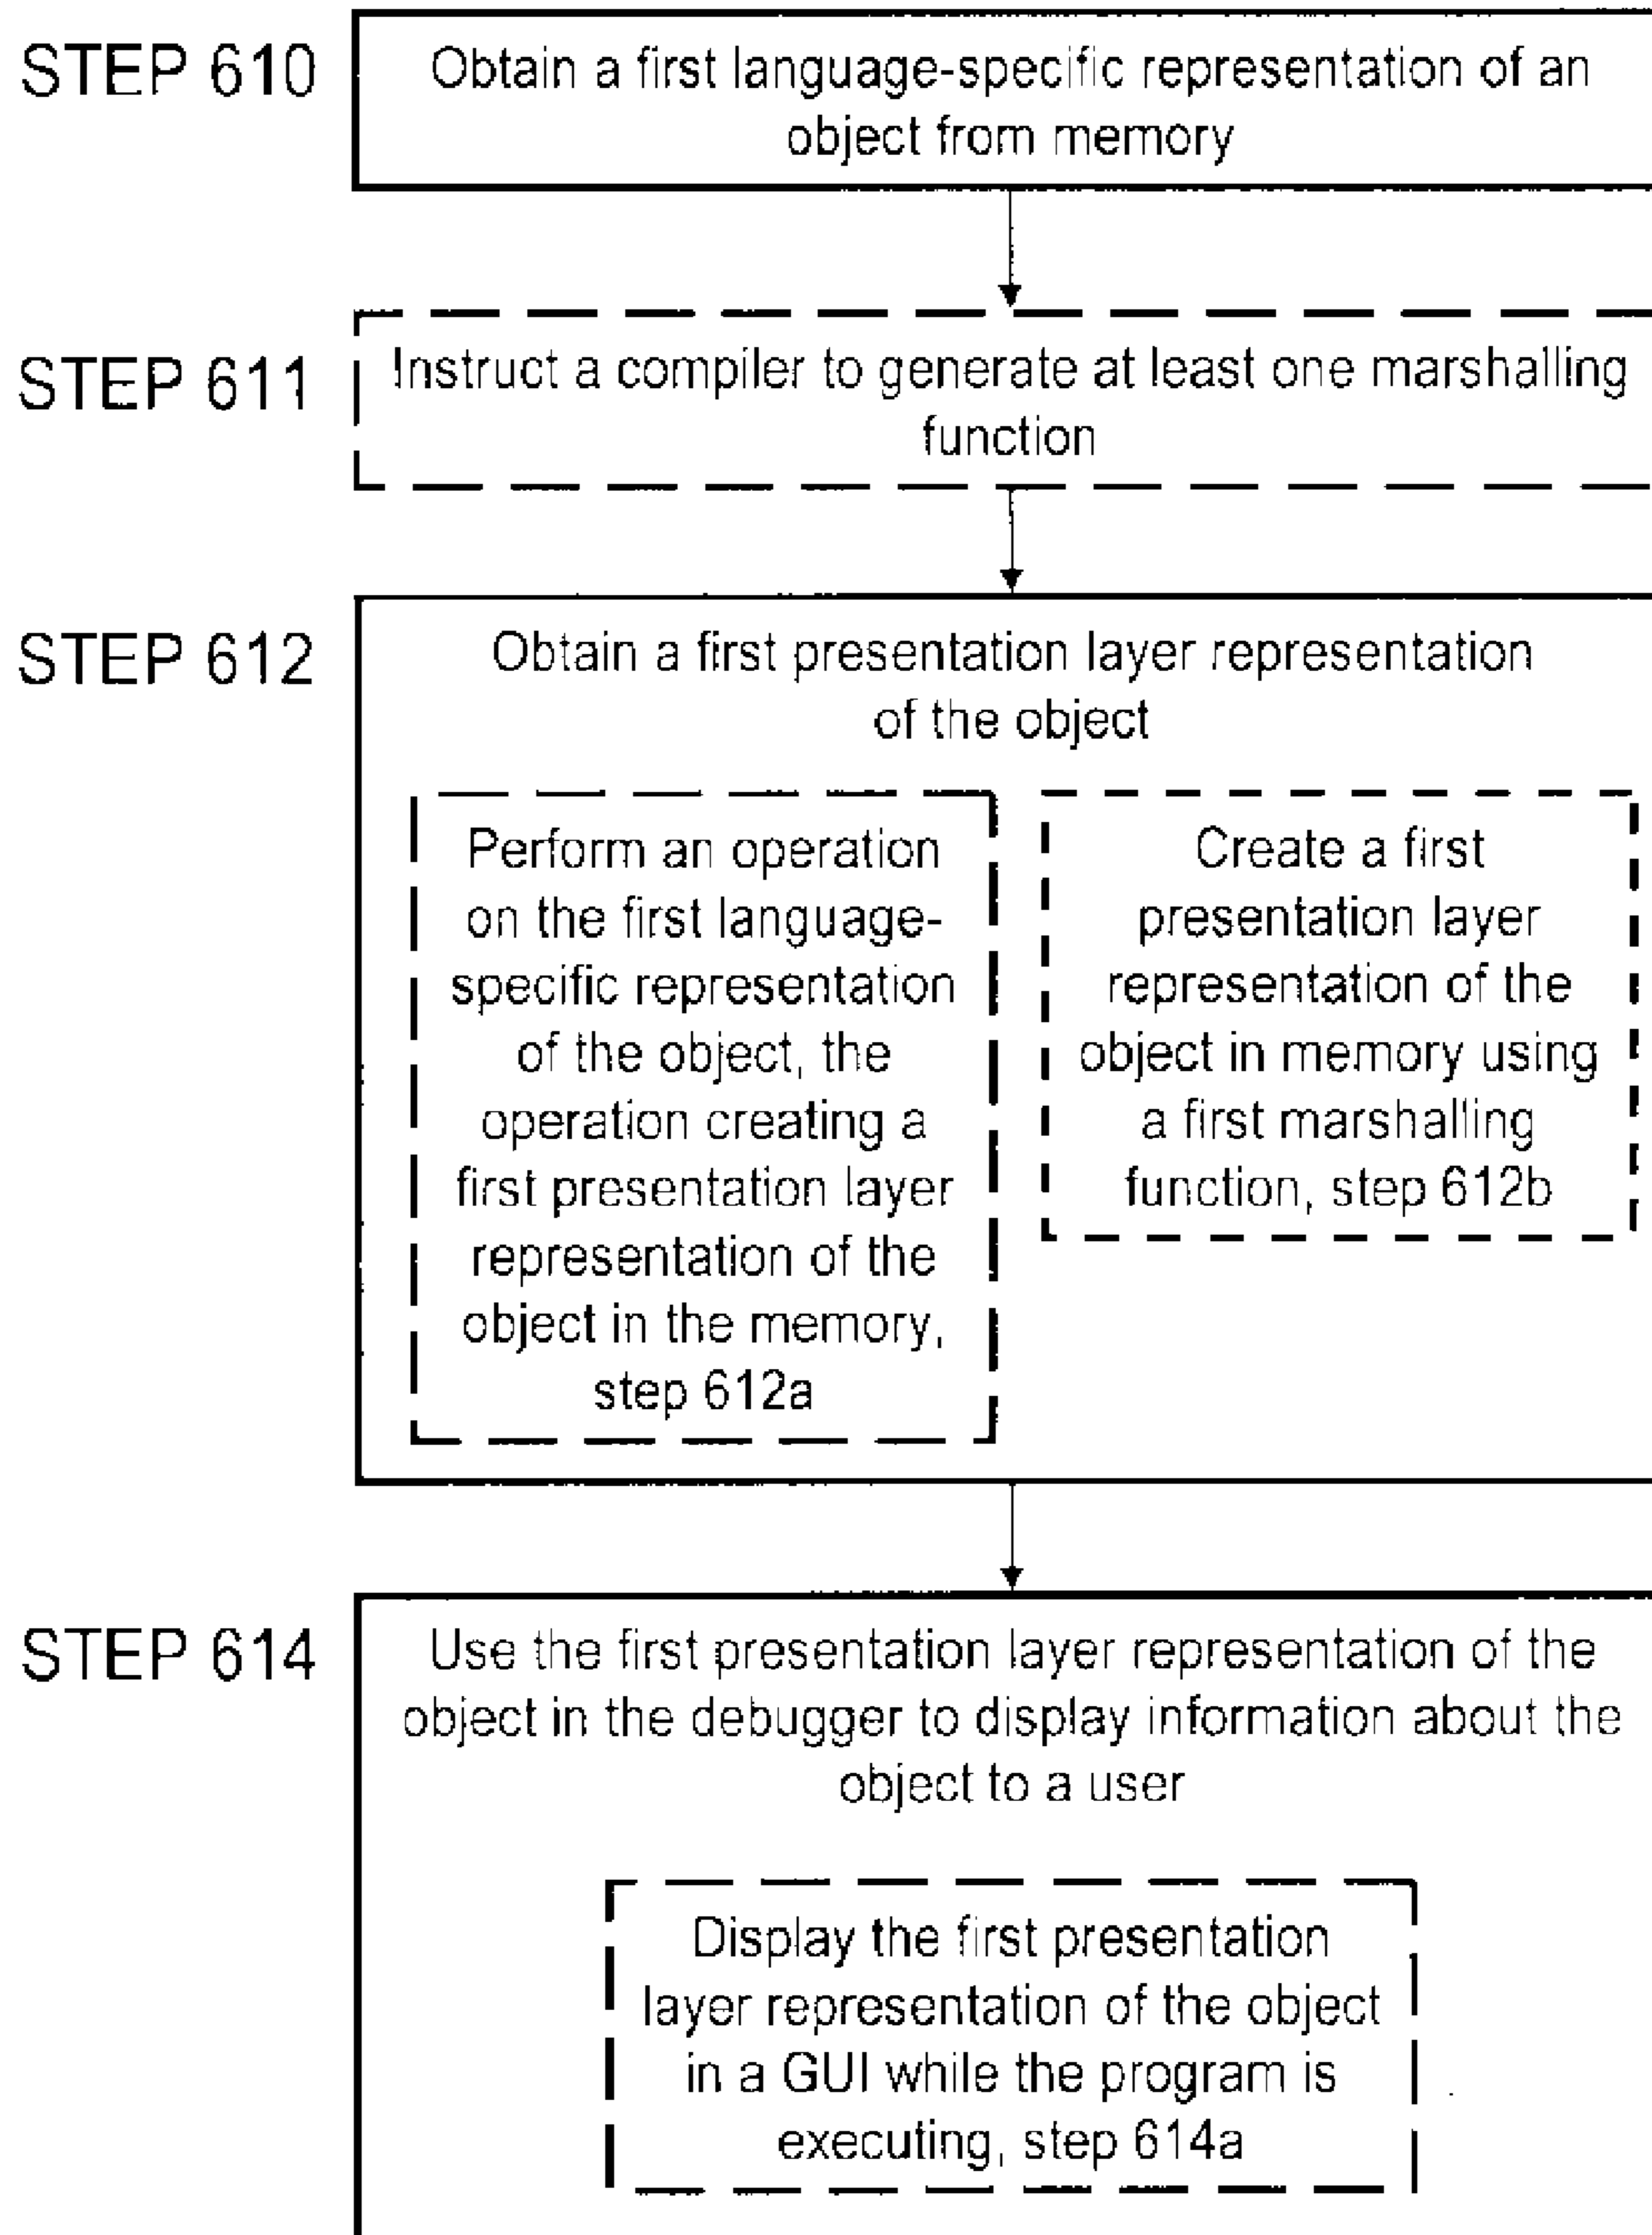 STEP 610
Obtain a first language-specific representation of an
object from memory
STEP 611
Instruct a compiler to generate at least one marshalling
function
STEP 612
Obtain a first presentation layer representation
of the object
Perform an operation
on the first language-
specific representation
of the object, the
operation creating a
first presentation layer
representation of the
object in the memory,
step 612a
Create a first
presentation layer
representation of the
object in memory using
a first marshalling
function, step 612b
STEP 614
Use the first presentation layer representation of the
object in the debugger to display information about the
object to a user
Display the first presentation
layer representation of the object
in a GUI while the program is
executing, step 614a